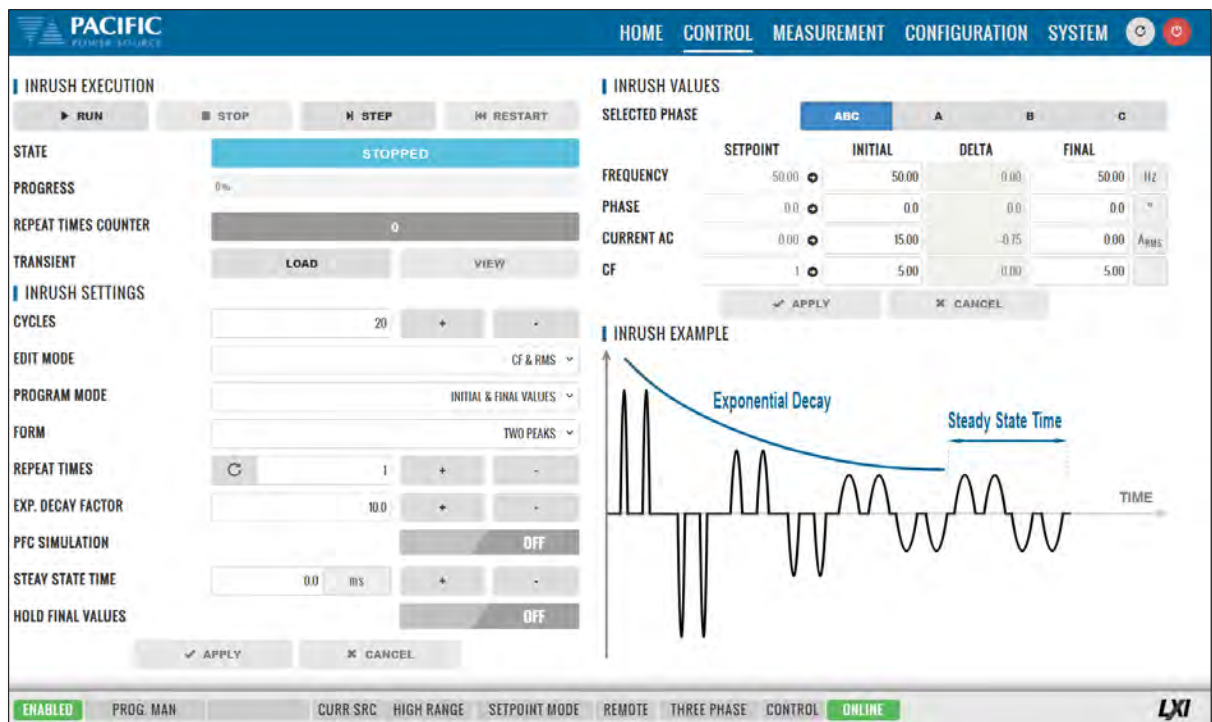 PACIFIC
POWER SOURCE
HOME CONTROL MEASUREMENT CONFIGURATION SYSTEM
INRUSH EXECUTION
RUN STOP STEP RESTART
STATE STOPPED
PROGRESS 0%
REPEAT TIMES COUNTER 0
TRANSIENT LOAD VIEW
INRUSH SETTINGS
CYCLES 20 + -
EDIT MODE CF & RMS
PROGRAM MODE INITIAL & FINAL VALUES
FORM TWO PEAKS
REPEAT TIMES 1 + -
EXP. DECAY FACTOR 10.0 + -
PFC SIMULATION OFF
STEAY STATE TIME 0.0 ms + -
HOLD FINAL VALUES OFF
APPLY CANCEL
INRUSH VALUES
SELECTED PHASE ABC A B C
SETPOINT INITIAL DELTA FINAL
FREQUENCY 50.00 50.00 0.00 50.00 Hz
PHASE 0.0 0.0 0.0 0.0 °
CURRENT AC 0.00 15.00 -0.75 0.00 ARMS
CF 1 5.00 0.00 5.00
APPLY CANCEL
INRUSH EXAMPLE
Exponential Decay
Steady State Time
TIME
ENABLED PROG. MAN CURR SRC HIGH RANGE SETPOINT MODE REMOTE THREE PHASE CONTROL ONLINE LXI